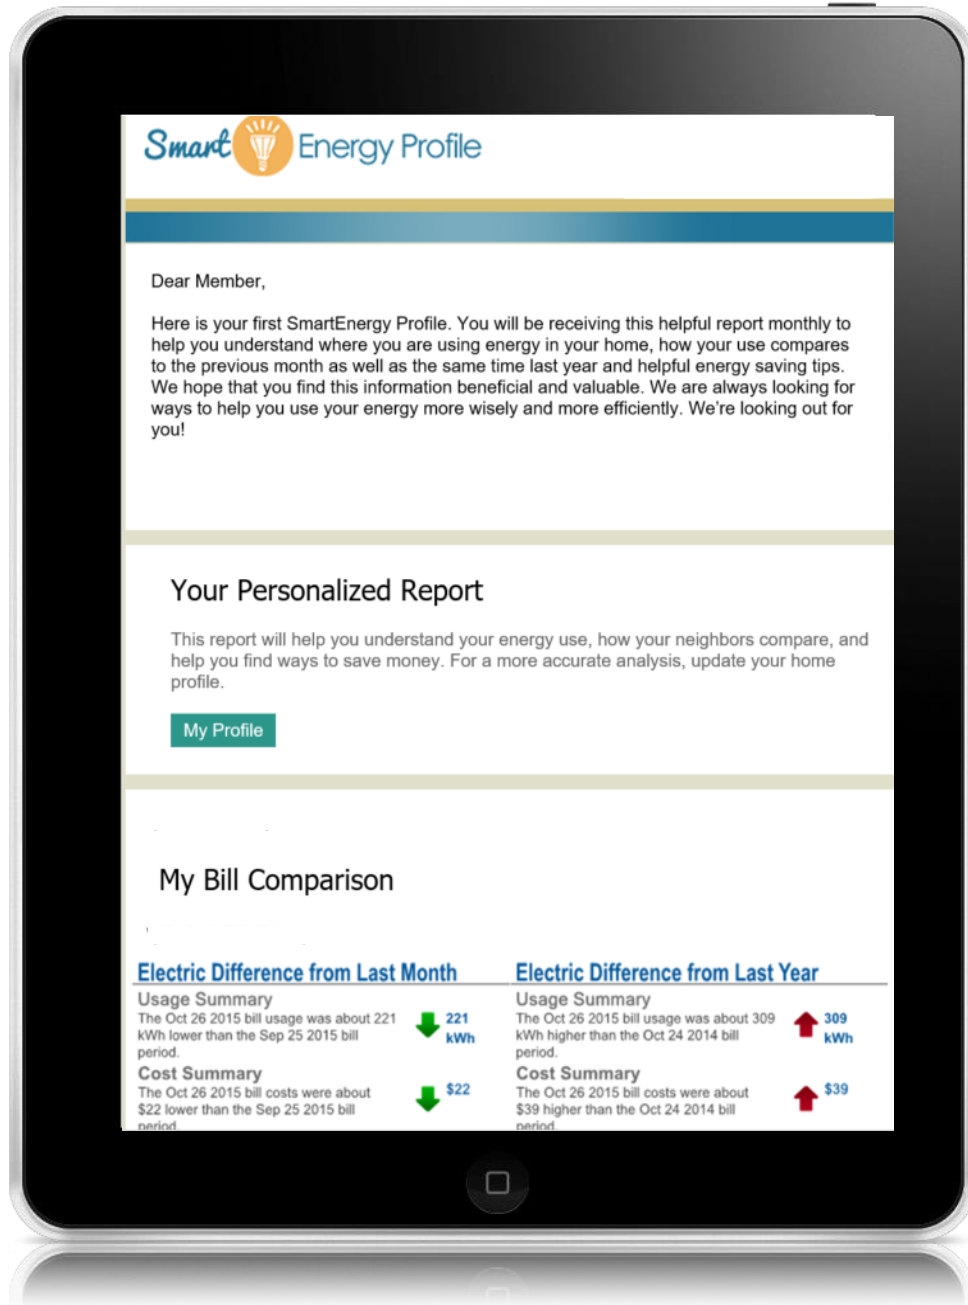 Smart Energy Profile
Dear Member,
Here is your first SmartEnergy Profile. You will be receiving this helpful report monthly to
help you understand where you are using energy in your home, how your use compares
to the previous month as well as the same time last year and helpful energy saving tips.
We hope that you find this information beneficial and valuable. We are always looking for
ways to help you use your energy more wisely and more efficiently. We're looking out for
you!
Your Personalized Report
This report will help you understand your energy use, how your neighbors compare, and
help you find ways to save money. For a more accurate analysis, update your home
profile.
My Profile
My Bill Comparison
Electric Difference from Last Month
Usage Summary
The Oct 26 2015 bill usage was about 221
kWh lower than the Sep 25 2015 bill
period.
221
kWh
Cost Summary
The Oct 26 2015 bill costs were about
$22 lower than the Sep 25 2015 bill
period.
$22
Electric Difference from Last Year
Usage Summary
The Oct 26 2015 bill usage was about 309
kWh higher than the Oct 24 2014 bill
period.
309
kWh
Cost Summary
The Oct 26 2015 bill costs were about
$39 higher than the Oct 24 2014 bill
period.
$39